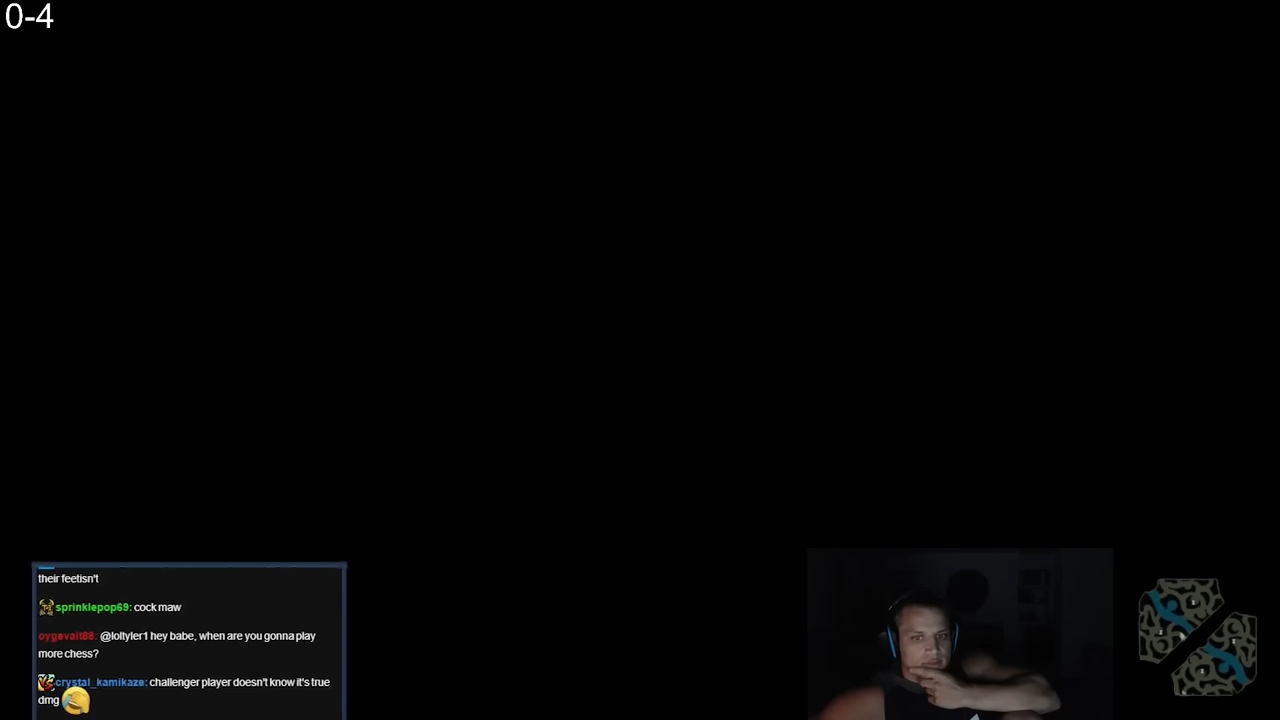 0-4
their feetisn't
sprinklepop69: cock maw
oygevalt88: @loltyler1 hey babe, when are you gonna play
more chess?
crystal_kamikaze: challenger player doesn't know it's true
dmg